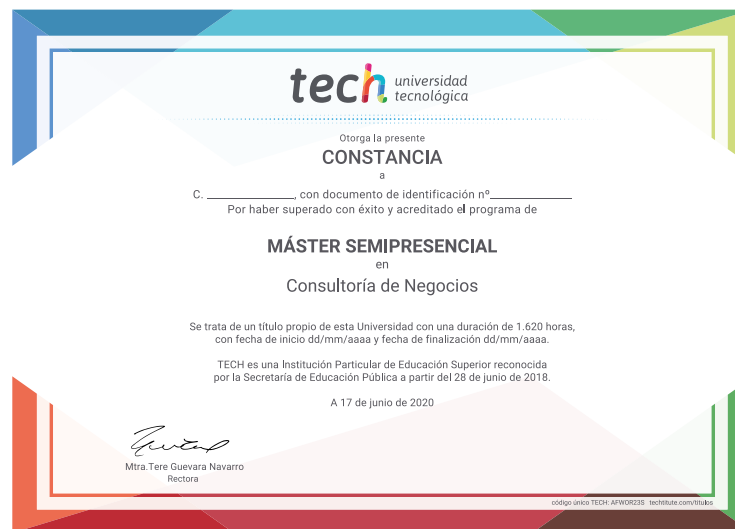 tech universidad
tecnológica
Otorga la presente
CONSTANCIA
a
C. ________________, con documento de identificación nº______________
Por haber superado con éxito y acreditado el programa de
MÁSTER SEMIPRESENCIAL
en
Consultoría de Negocios
Se trata de un título propio de esta Universidad con una duración de 1.620 horas,
con fecha de inicio dd/mm/aaaa y fecha de finalización dd/mm/aaaa.
TECH es una Institución Particular de Educación Superior reconocida
por la Secretaría de Educación Pública a partir del 28 de junio de 2018.
A 17 de junio de 2020
Mtra.Tere Guevara Navarro
Rectora
código único TECH: AFWOR23S techtitute.com/titulos